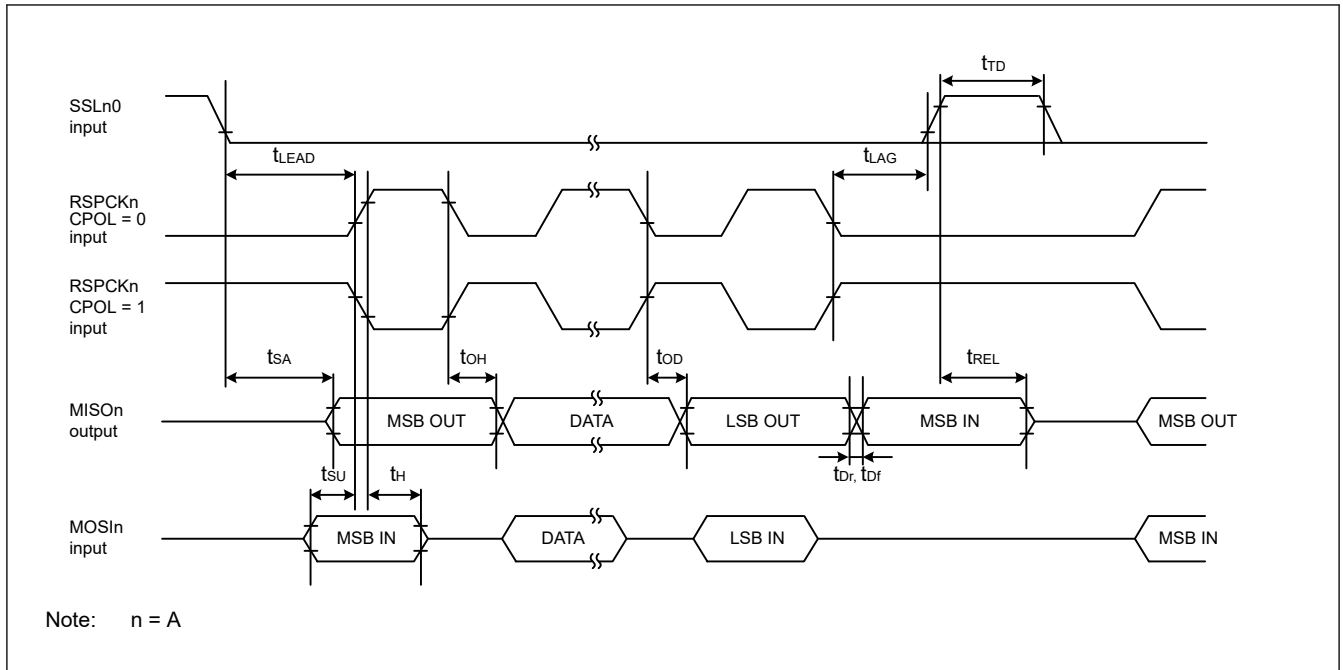 tTD
SSLn0
input
tLEAD
tLAG
RSPCKn
CPOL = 0
input
RSPCKn
CPOL = 1
input
tSA
tOH
tOD
tREL
MISOn
output
MSB OUT
DATA
LSB OUT
MSB IN
MSB OUT
tSU
tH
tDr, tDf
MOSIn
input
MSB IN
DATA
LSB IN
MSB IN
Note: n = A